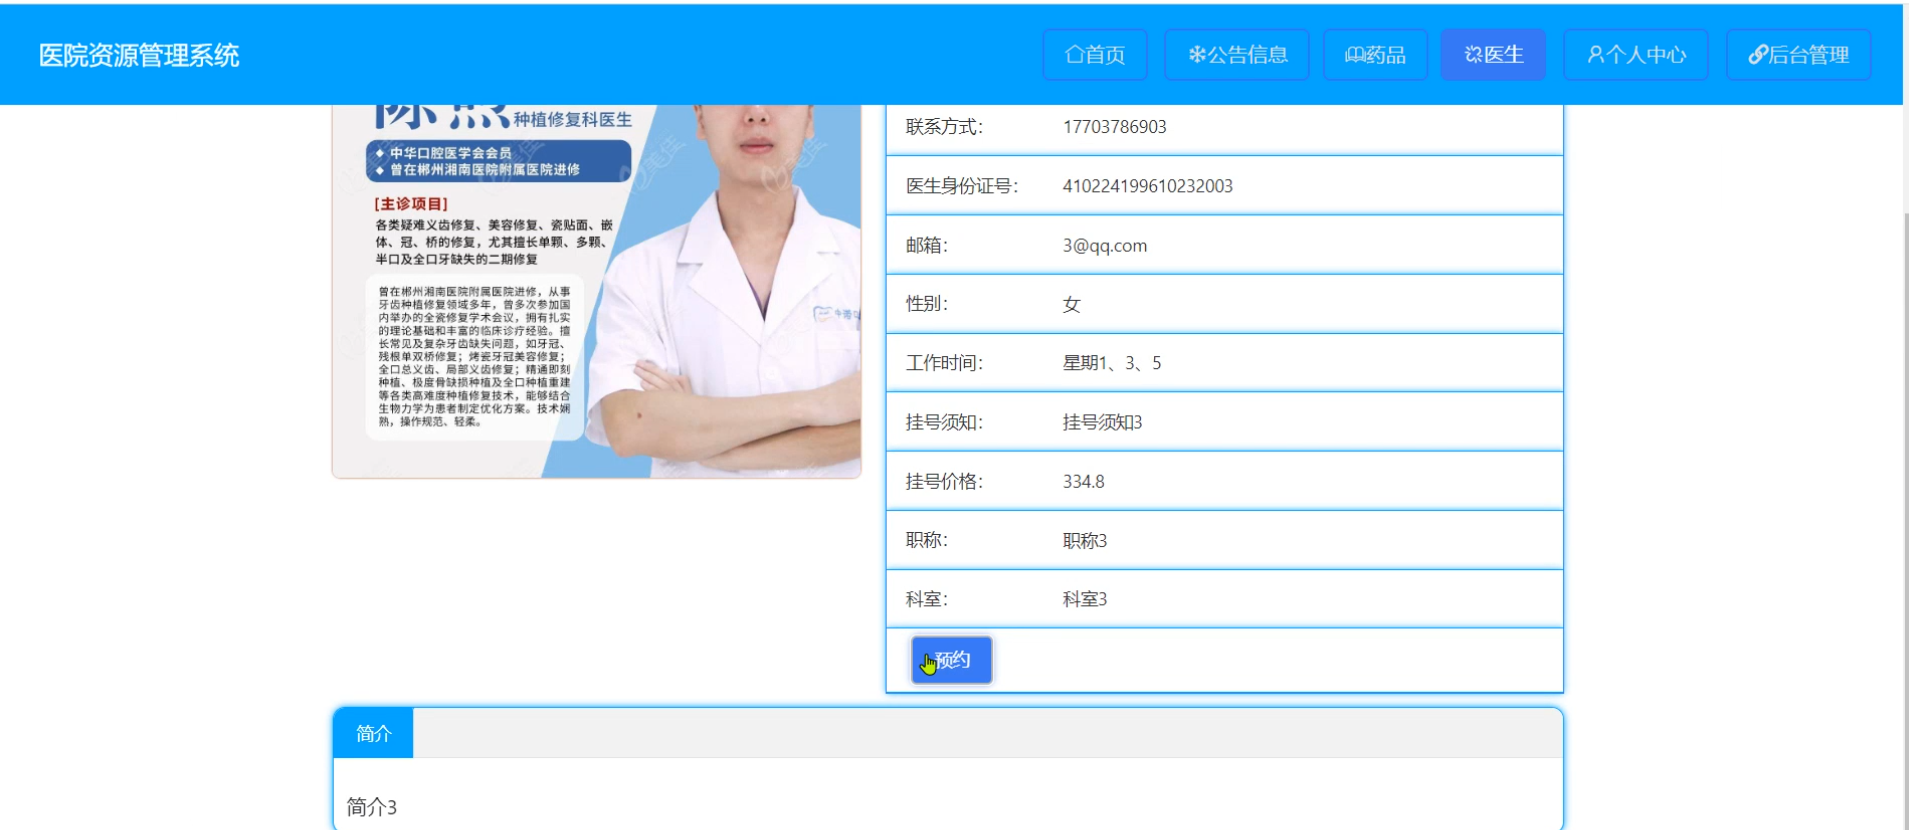 医院资源管理系统
首页
公告信息
药品
医生
个人中心
后台管理
种植修复科医生
◆ 中华口腔医学会会员
◆ 曾在郴州湘南医院附属医院进修
[主诊项目]
各类疑难义齿修复、美容修复、瓷贴面、嵌
体、冠、桥的修复，尤其擅长单颗、多颗、
半口及全口牙缺失的二期修复
曾在郴州湘南医院附属医院进修，从事
牙齿种植修复领域多年，曾多次参加国
内举办的全瓷修复学术会议，拥有扎实
的理论基础和丰富的临床诊疗经验。擅
长常见及复杂牙齿缺失问题，如牙冠、
残根单双桥修复；烤瓷牙冠美容修复；
全口总义齿、局部义齿修复；精通即刻
种植、极度骨缺损种植及全口种植重建
等各类高难度种植修复技术，能够结合
生物力学为患者制定优化方案。技术娴
熟，操作规范、轻柔。
联系方式： 17703786903
医生身份证号： 410224199610232003
邮箱： 3@qq.com
性别： 女
工作时间： 星期1、3、5
挂号须知： 挂号须知3
挂号价格： 334.8
职称： 职称3
科室： 科室3
预约
简介
简介3